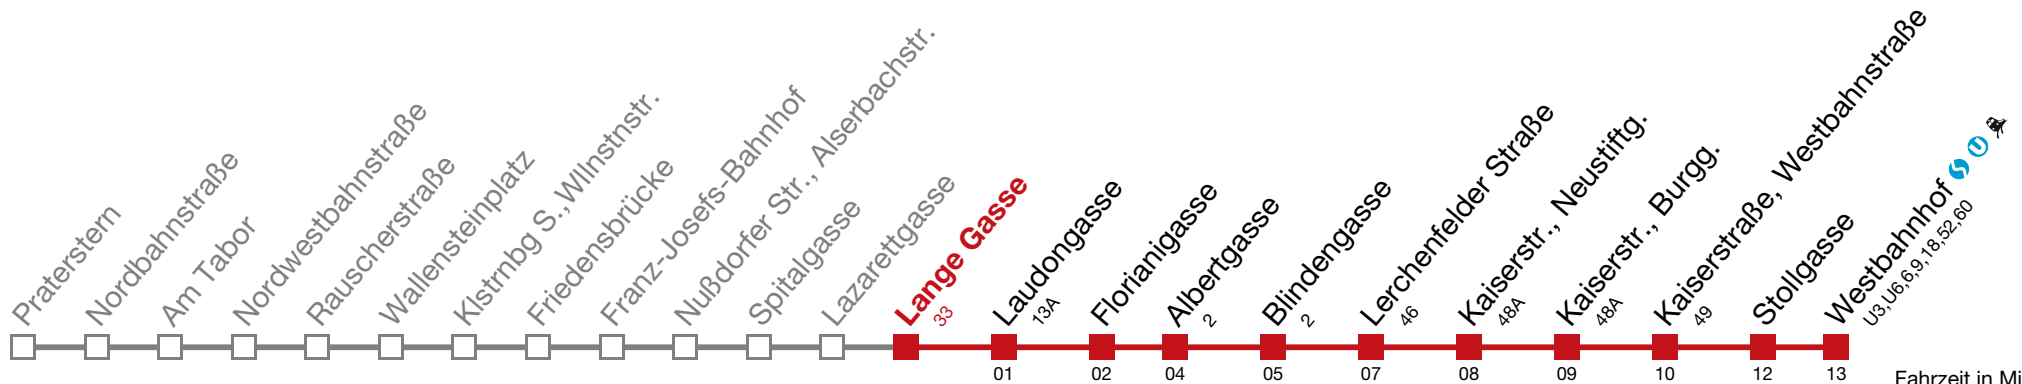 Praterstern
Nordbahnstraße
Am Tabor
Nordwestbahnstraße
Rauscherstraße
Wallensteinplatz
Klstrnbg S., Wllnstnstr.
Friedensbrücke
Franz-Josefs-Bahnhof
Nußdorfer Str., Alserbachstr.
Spitalgasse
Lazarettgasse
Lange Gasse
33
Laudongasse
13A
Florianigasse
Albertgasse
2
Blindengasse
2
Lerchenfelder Straße
46
Kaiserstr., Neustiftg.
48A
Kaiserstr., Burgg.
48A
Kaiserstraße, Westbahnstraße
49
Stollgasse
Westbahnhof S U
U3,U6,6,9,18,52,60
01 02 04 05 07 08 09 10 12 13 Fahrzeit in Mi